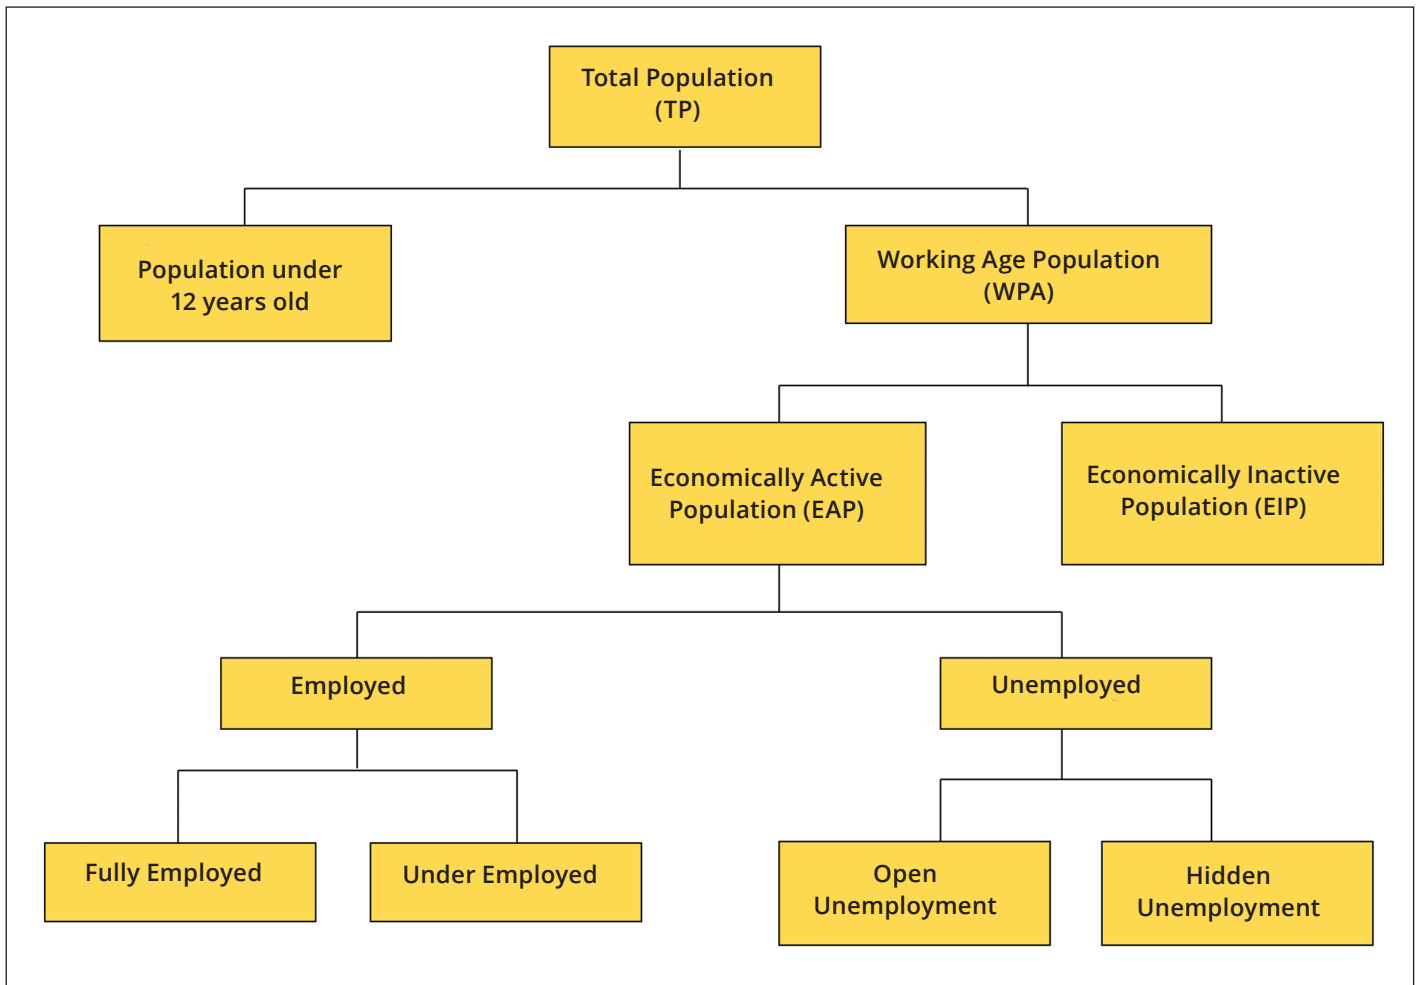 Total Population
(TP)
Population under
12 years old
Working Age Population
(WPA)
Economically Active
Population (EAP)
Economically Inactive
Population (EIP)
Employed
Unemployed
Fully Employed
Under Employed
Open
Unemployment
Hidden
Unemployment